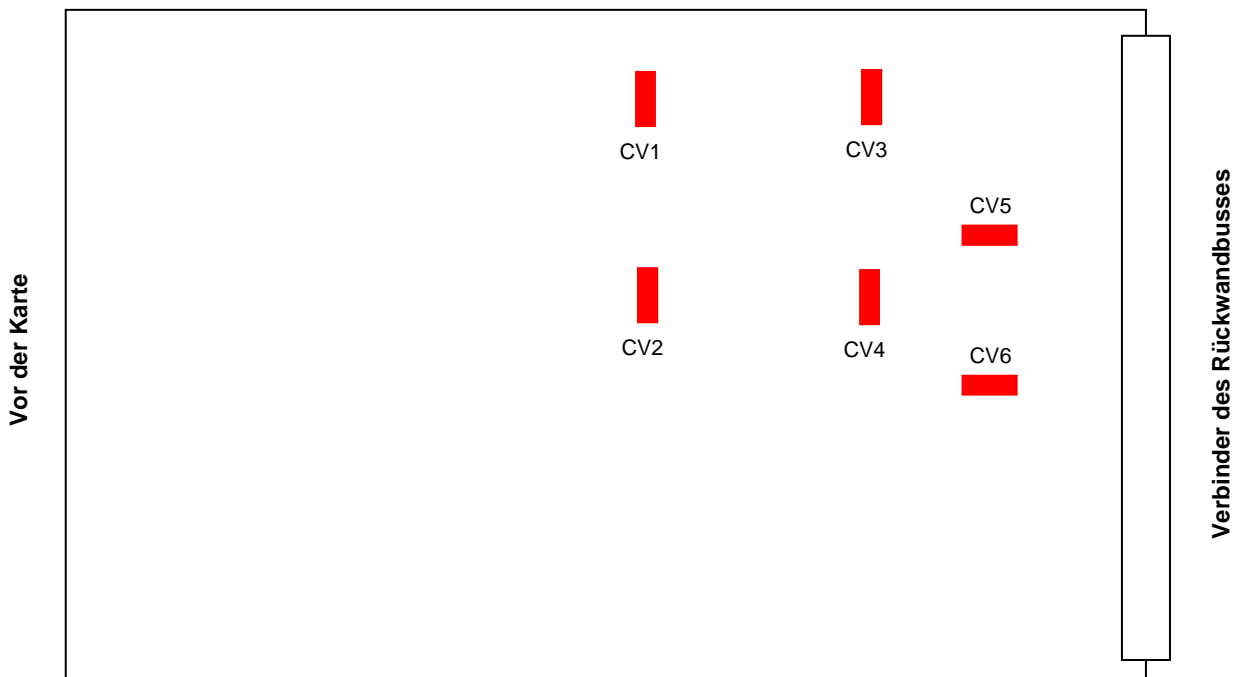 CV1
CV3
CV5
CV2
CV4
CV6
Vor der Karte
Verbinder des Rückwandbusses